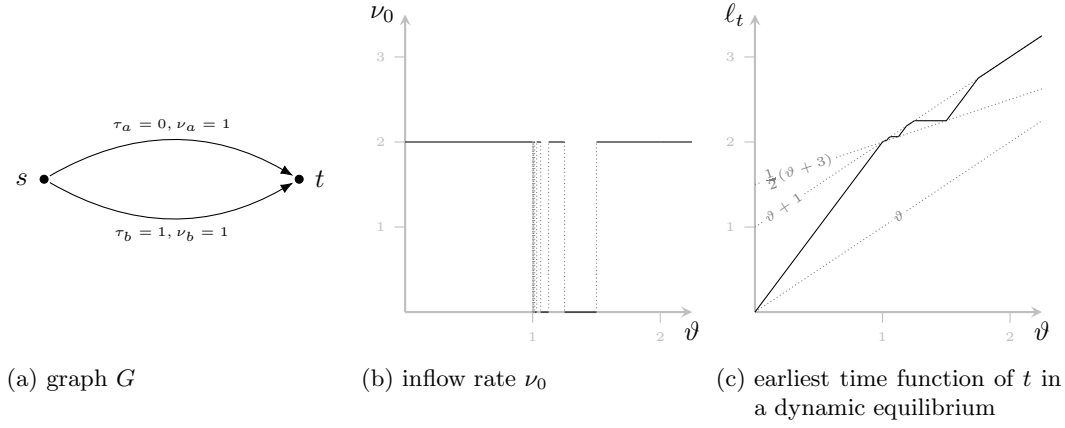 τ_a = 0, ν_a = 1
s
t
τ_b = 1, ν_b = 1
ν_0
3
2
1
1
2
ϑ
ℓ_t
3
2
1
½(ϑ + 3)
ϑ + 1
ϑ
1
2
ϑ
(a) graph G
(b) inflow rate ν_0
(c) earliest time function of t in
a dynamic equilibrium